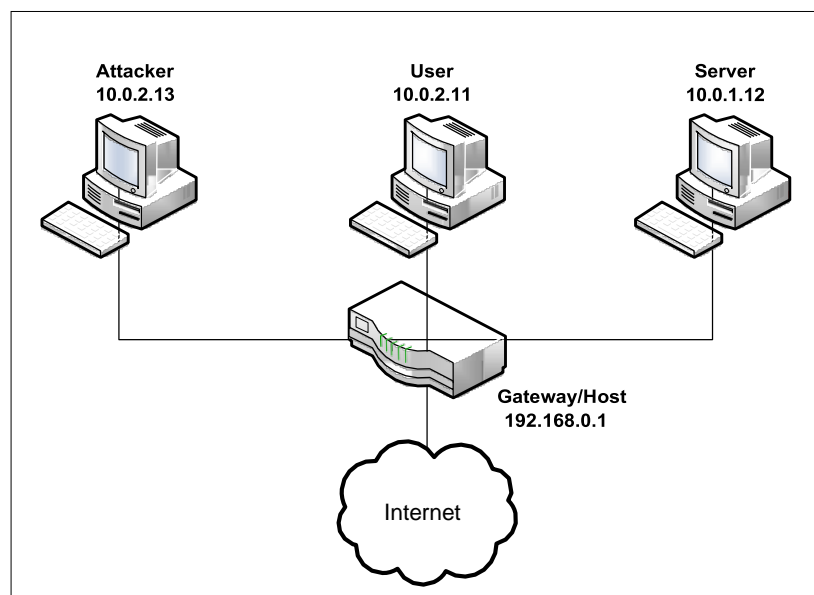 Attacker
10.0.2.13
User
10.0.2.11
Server
10.0.1.12
Gateway/Host
192.168.0.1
Internet